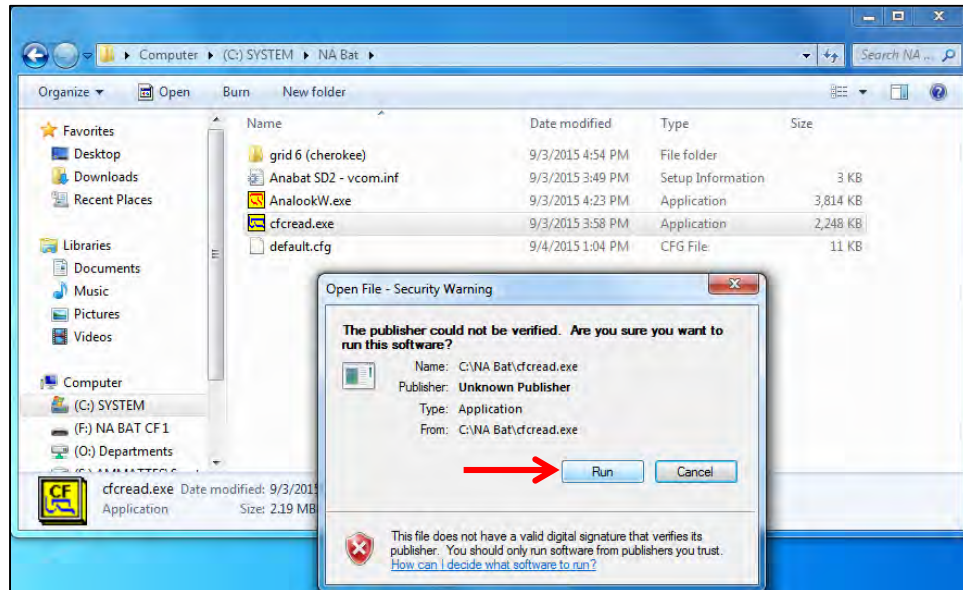 Computer ▸ (C:) SYSTEM ▸ NA Bat ▸
Search NA ...
Organize Open Burn New folder
Name Date modified Type Size
Favorites
Desktop
Downloads
Recent Places
Libraries
Documents
Music
Pictures
Videos
Computer
(C:) SYSTEM
(F:) NA BAT CF 1
(O:) Departments
grid 6 (cherokee) 9/3/2015 4:54 PM File folder
Anabat SD2 - vcom.inf 9/3/2015 3:49 PM Setup Information 3 KB
AnalookW.exe 9/3/2015 4:23 PM Application 3,814 KB
cfcread.exe 9/3/2015 3:58 PM Application 2,248 KB
default.cfg 9/4/2015 1:04 PM CFG File 11 KB
Open File - Security Warning
The publisher could not be verified. Are you sure you want to
run this software?
Name: C:\NA Bat\cfcread.exe
Publisher: Unknown Publisher
Type: Application
From: C:\NA Bat\cfcread.exe
Run Cancel
This file does not have a valid digital signature that verifies its
publisher. You should only run software from publishers you trust.
How can I decide what software to run?
CF
cfcread.exe Date modified: 9/3/201
Application Size: 2.19 MB